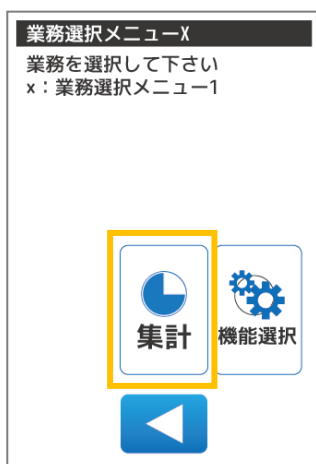 業務選択メニューX
業務を選択して下さい
x：業務選択メニュー1
集計
機能選択